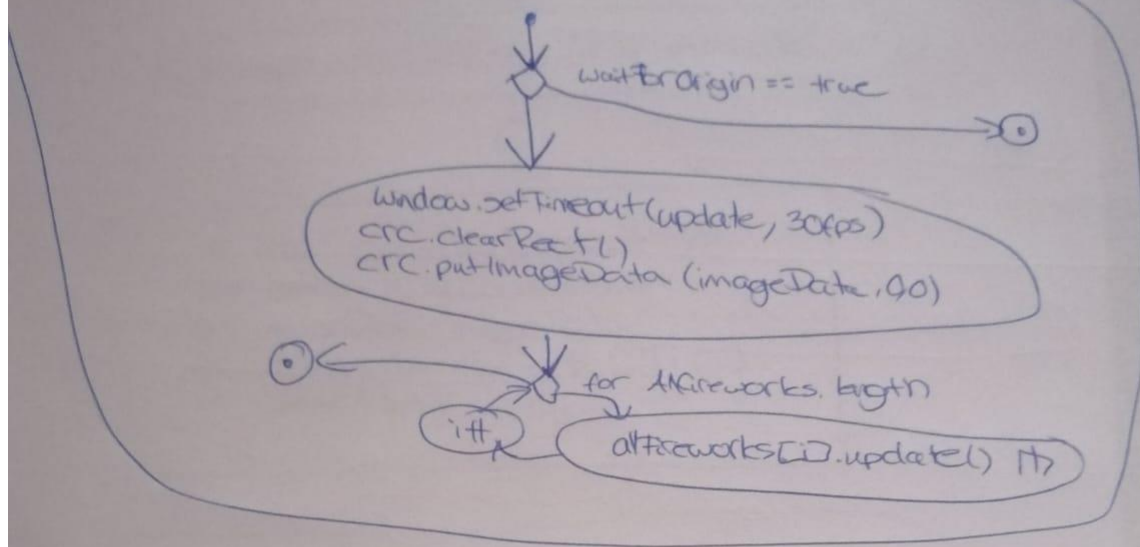 waitForOrigin == true
window.setTimeout(update, 30fps)
crc.clearRect()
crc.putImageData (imageData, 0,0)
for Allfireworks. length
i++
allfireworks[i].update()